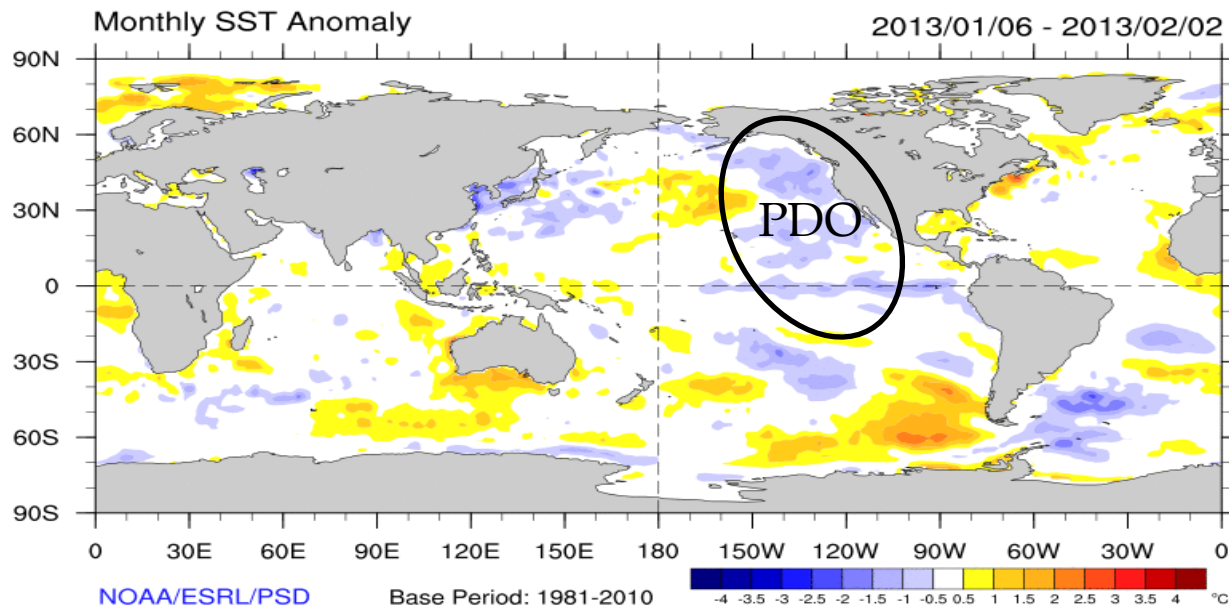 Monthly SST Anomaly 2013/01/06 - 2013/02/02
90N
60N
30N
0
30S
60S
90S
PDO
0 30E 60E 90E 120E 150E 180 150W 120W 90W 60W 30W 0
-4 -3.5 -3 -2.5 -2 -1.5 -1 -0.5 0.5 1 1.5 2 2.5 3 3.5 4 °C
NOAA/ESRL/PSD Base Period: 1981-2010